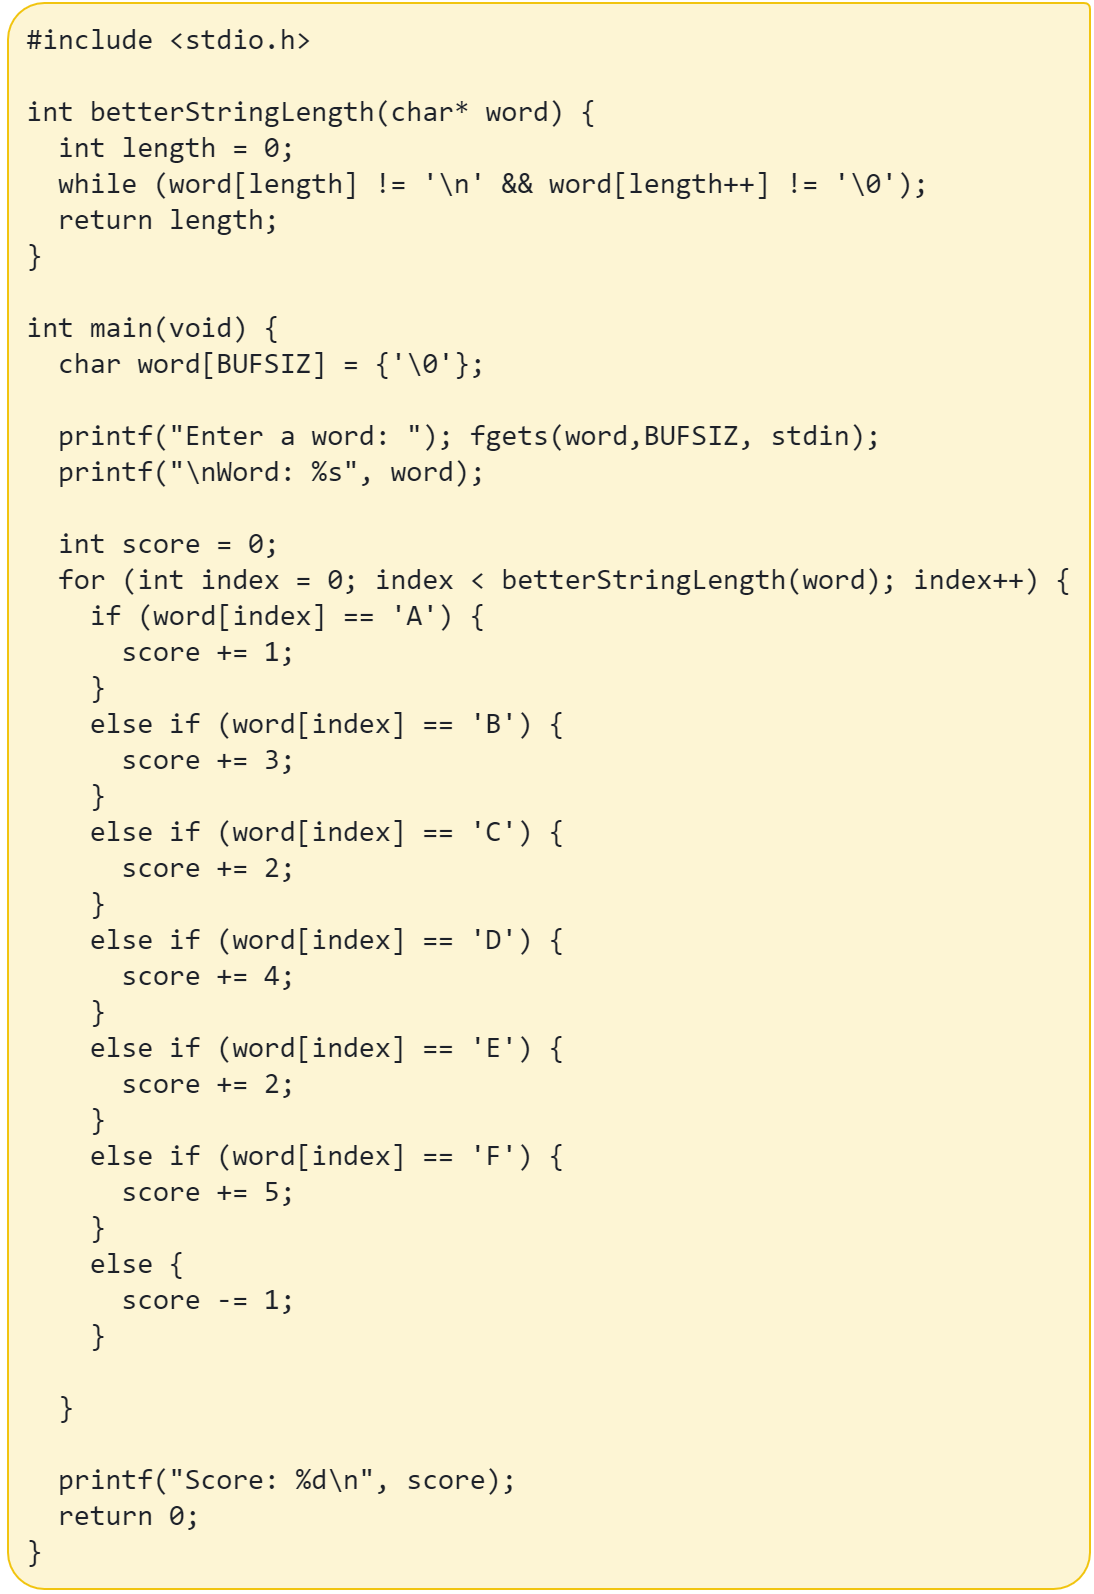 #include <stdio.h>

int betterStringLength(char* word) {
  int length = 0;
  while (word[length] != '\n' && word[length++] != '\0');
  return length;
}

int main(void) {
  char word[BUFSIZ] = {'\0'};

  printf("Enter a word: "); fgets(word,BUFSIZ, stdin);
  printf("\nWord: %s", word);

  int score = 0;
  for (int index = 0; index < betterStringLength(word); index++) {
    if (word[index] == 'A') {
      score += 1;
    }
    else if (word[index] == 'B') {
      score += 3;
    }
    else if (word[index] == 'C') {
      score += 2;
    }
    else if (word[index] == 'D') {
      score += 4;
    }
    else if (word[index] == 'E') {
      score += 2;
    }
    else if (word[index] == 'F') {
      score += 5;
    }
    else {
      score -= 1;
    }

  }

  printf("Score: %d\n", score);
  return 0;
}